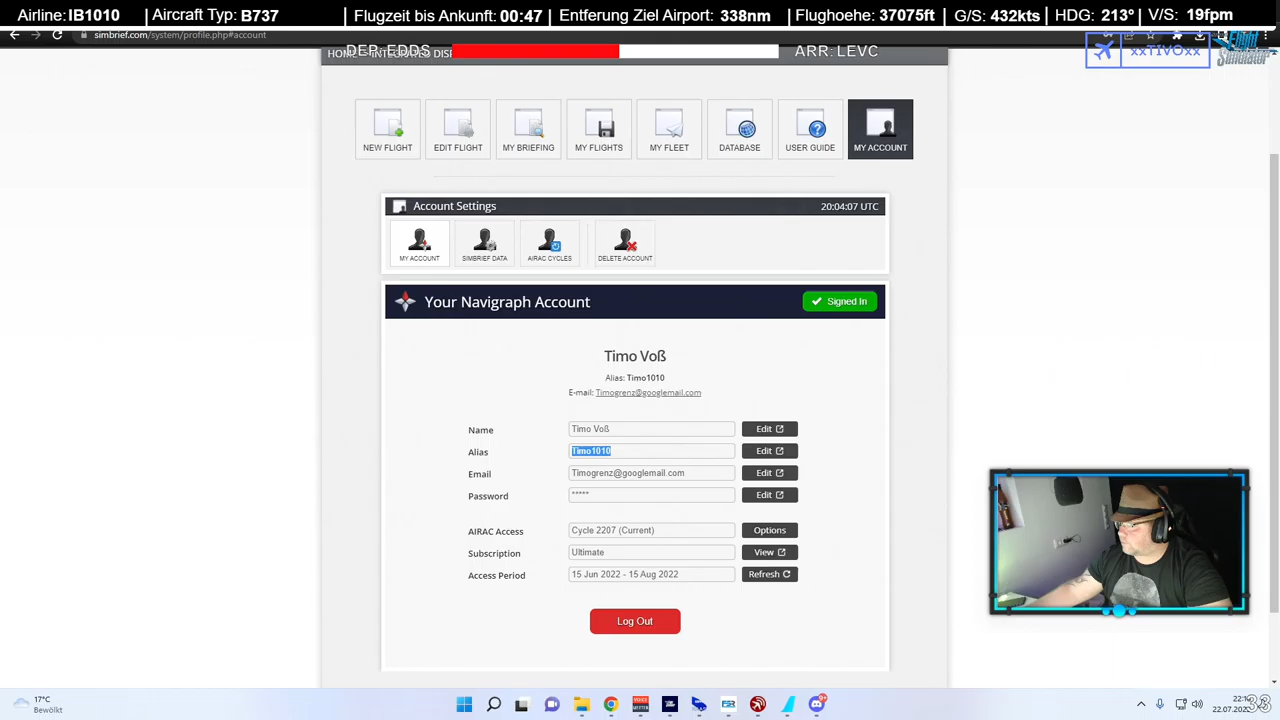 Airline: IB1010 Aircraft Typ: B737 | Flugzeit bis Ankunft: 00:47 | Entferung Ziel Airport: 338nm | Flughoehe: 37075ft | G/S: 432kts | HDG: 213° | V/S: 19fpm
simbrief.com/system/profile.php#account
DEP:EDDS ARR:LEVC
xxTIVOxx
HOME
NEW FLIGHT EDIT FLIGHT MY BRIEFING MY FLIGHTS MY FLEET DATABASE USER GUIDE MY ACCOUNT
Account Settings 20:04:07 UTC
MY ACCOUNT SIMBRIEF DATA AIRAC CYCLES DELETE ACCOUNT
Your Navigraph Account Signed In
Timo Voß
Alias: Timo1010
E-mail: Timogrenz@googlemail.com
Name Timo Voß Edit
Alias Timo1010 Edit
Email Timogrenz@googlemail.com Edit
Password ***** Edit
AIRAC Access Cycle 2207 (Current) Options
Subscription Ultimate View
Access Period 15 Jun 2022 - 15 Aug 2022 Refresh
Log Out
17°C
Bewölkt
33